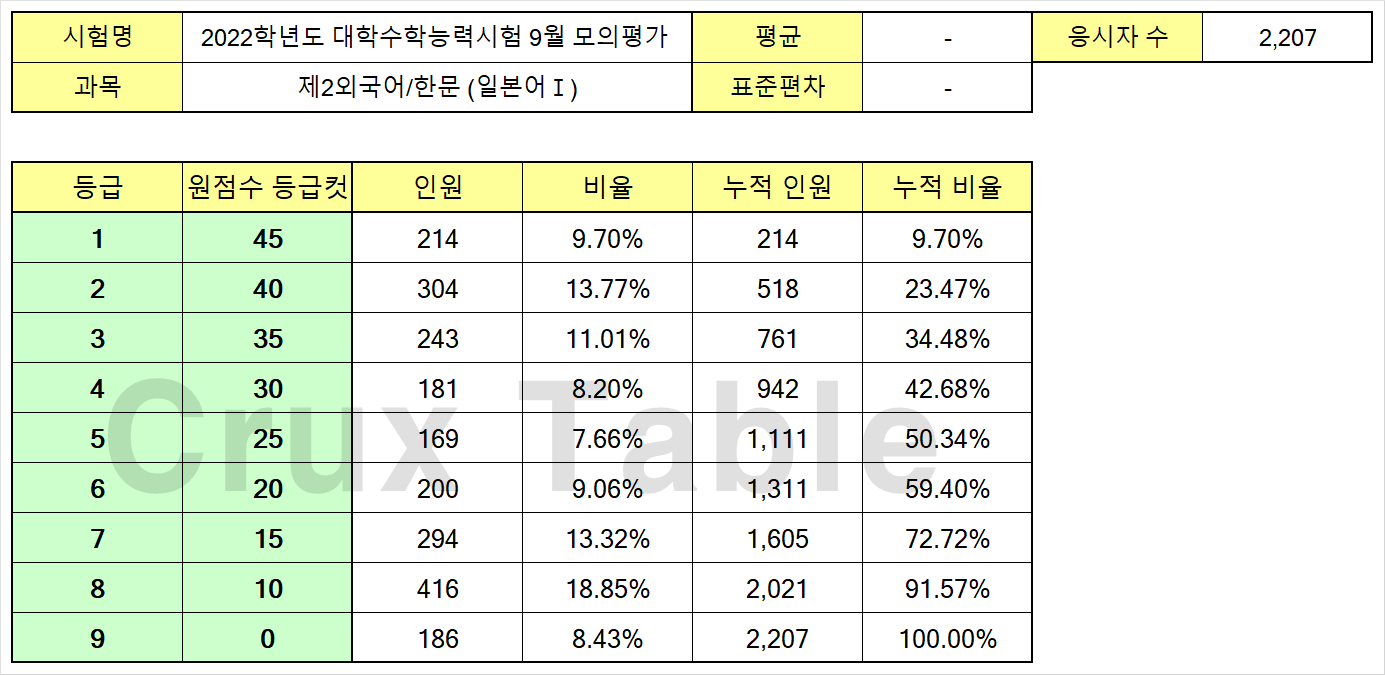 시험명 2022학년도 대학수학능력시험 9월 모의평가 평균 - 응시자 수 2,207
과목 제2외국어/한문 (일본어Ⅰ) 표준편차 -
등급 원점수 등급컷 인원 비율 누적 인원 누적 비율
1 45 214 9.70% 214 9.70%
2 40 304 13.77% 518 23.47%
3 35 243 11.01% 761 34.48%
4 30 181 8.20% 942 42.68%
5 25 169 7.66% 1,111 50.34%
6 20 200 9.06% 1,311 59.40%
7 15 294 13.32% 1,605 72.72%
8 10 416 18.85% 2,021 91.57%
9 0 186 8.43% 2,207 100.00%
Crux Table